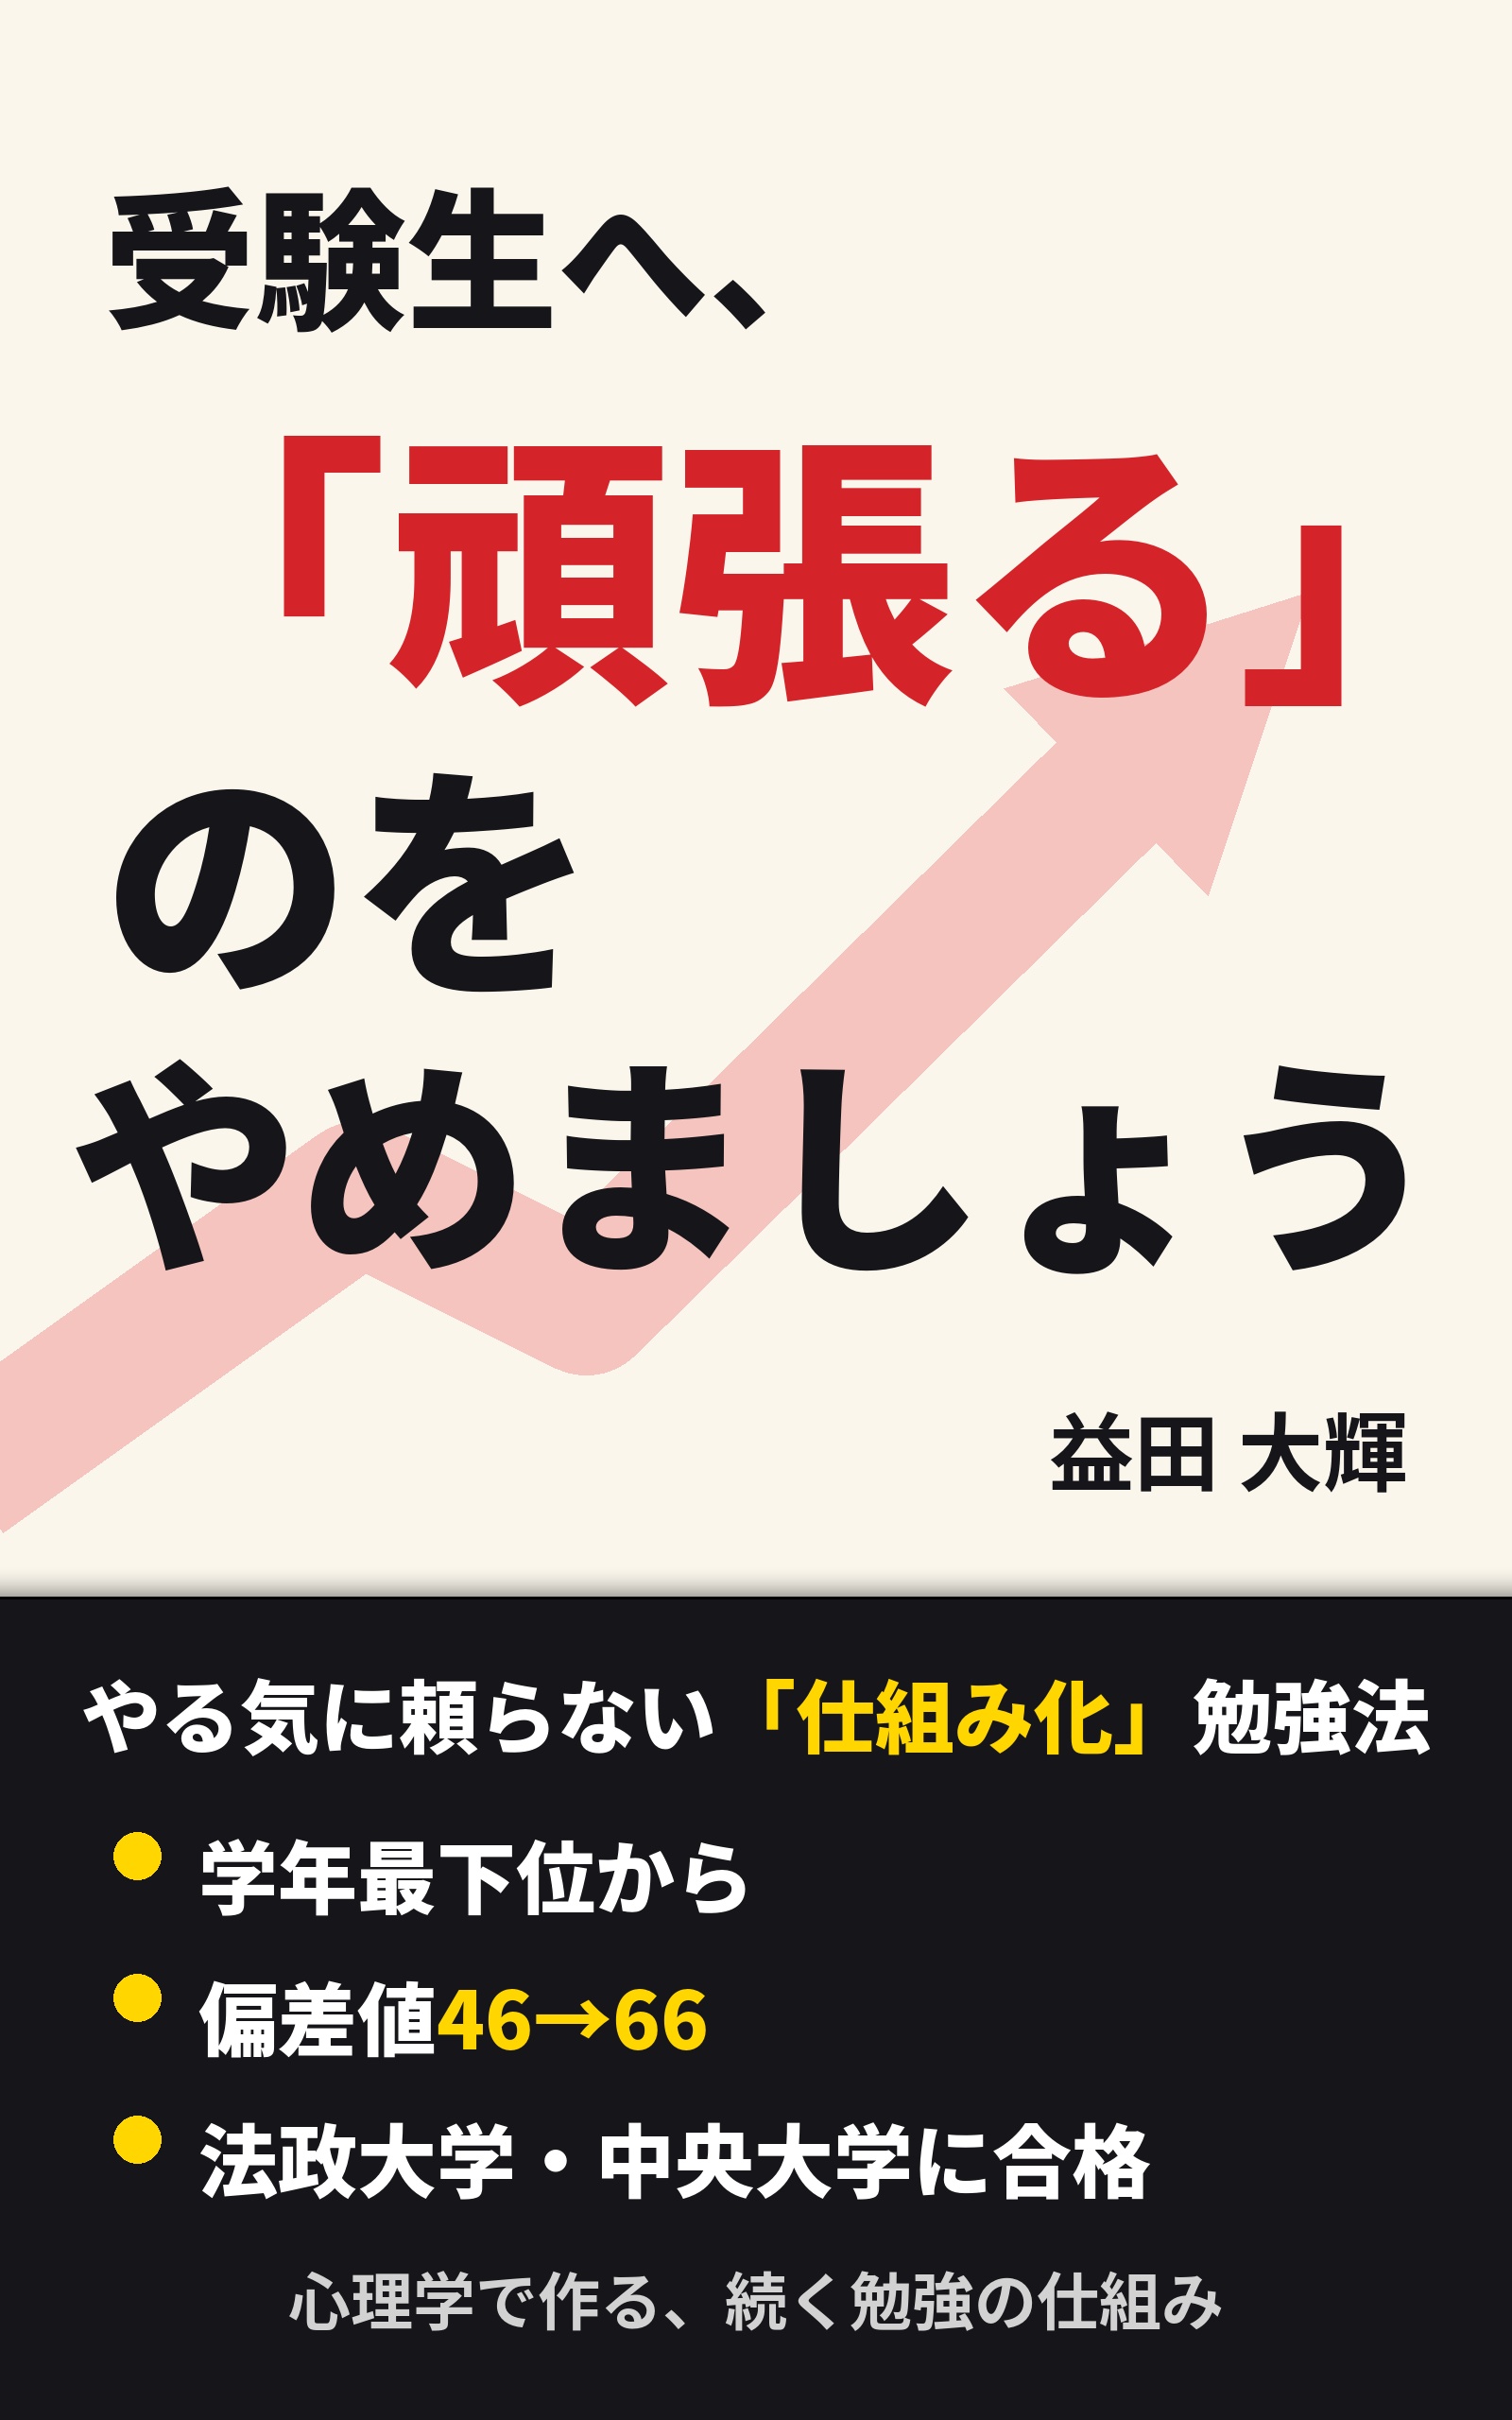 受験生へ、
「頑張る」
のを
やめましょう
益田 大輝
やる気に頼らない「仕組み化」勉強法
学年最下位から
偏差値46→66
法政大学・中央大学に合格
心理学で作る、続く勉強の仕組み